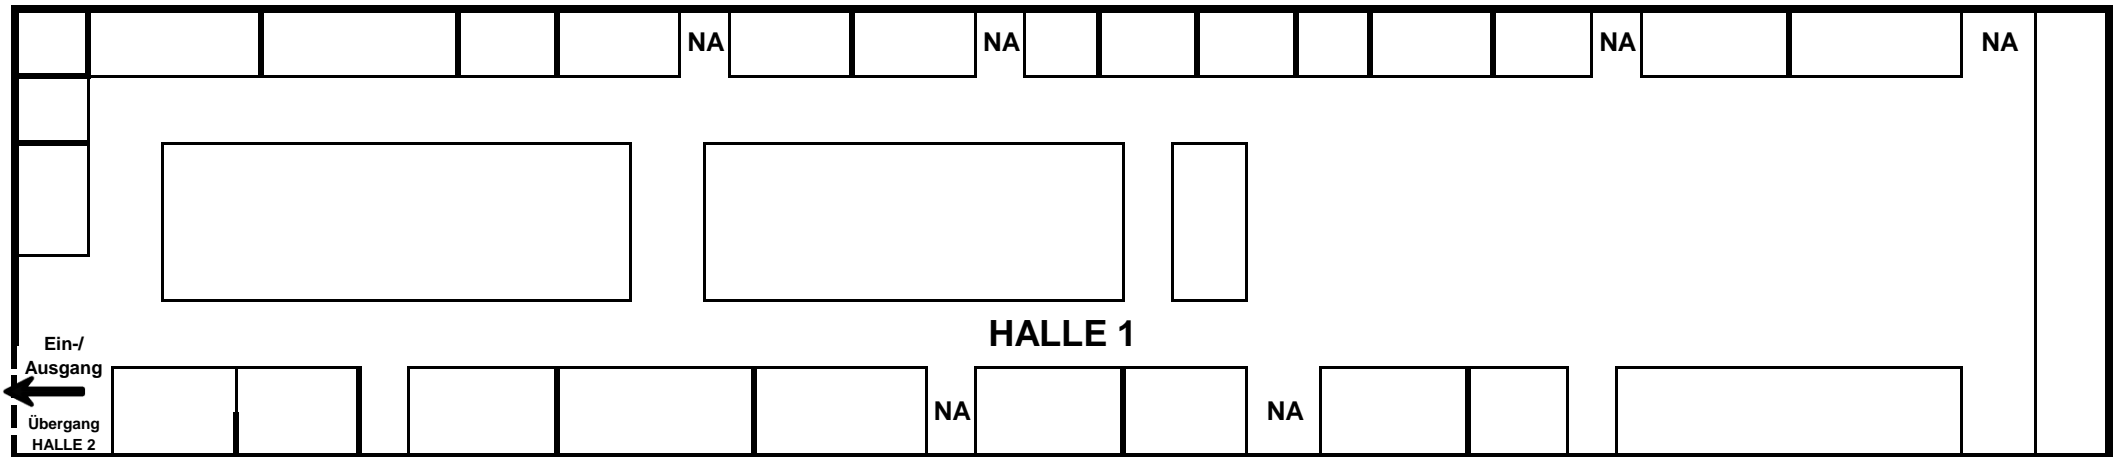 NA
NA
NA
NA
HALLE 1
Ein-/
Ausgang
Übergang
HALLE 2
NA
NA